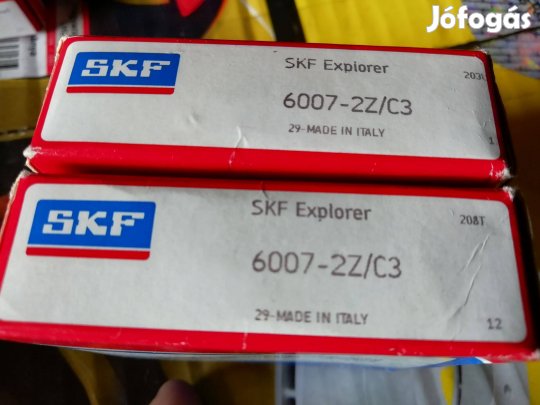 Jófogás
SKF
SKF Explorer
6007-2Z/C3
29-MADE IN ITALY
1
SKF
SKF Explorer
208T
6007-2Z/C3
29-MADE IN ITALY
12